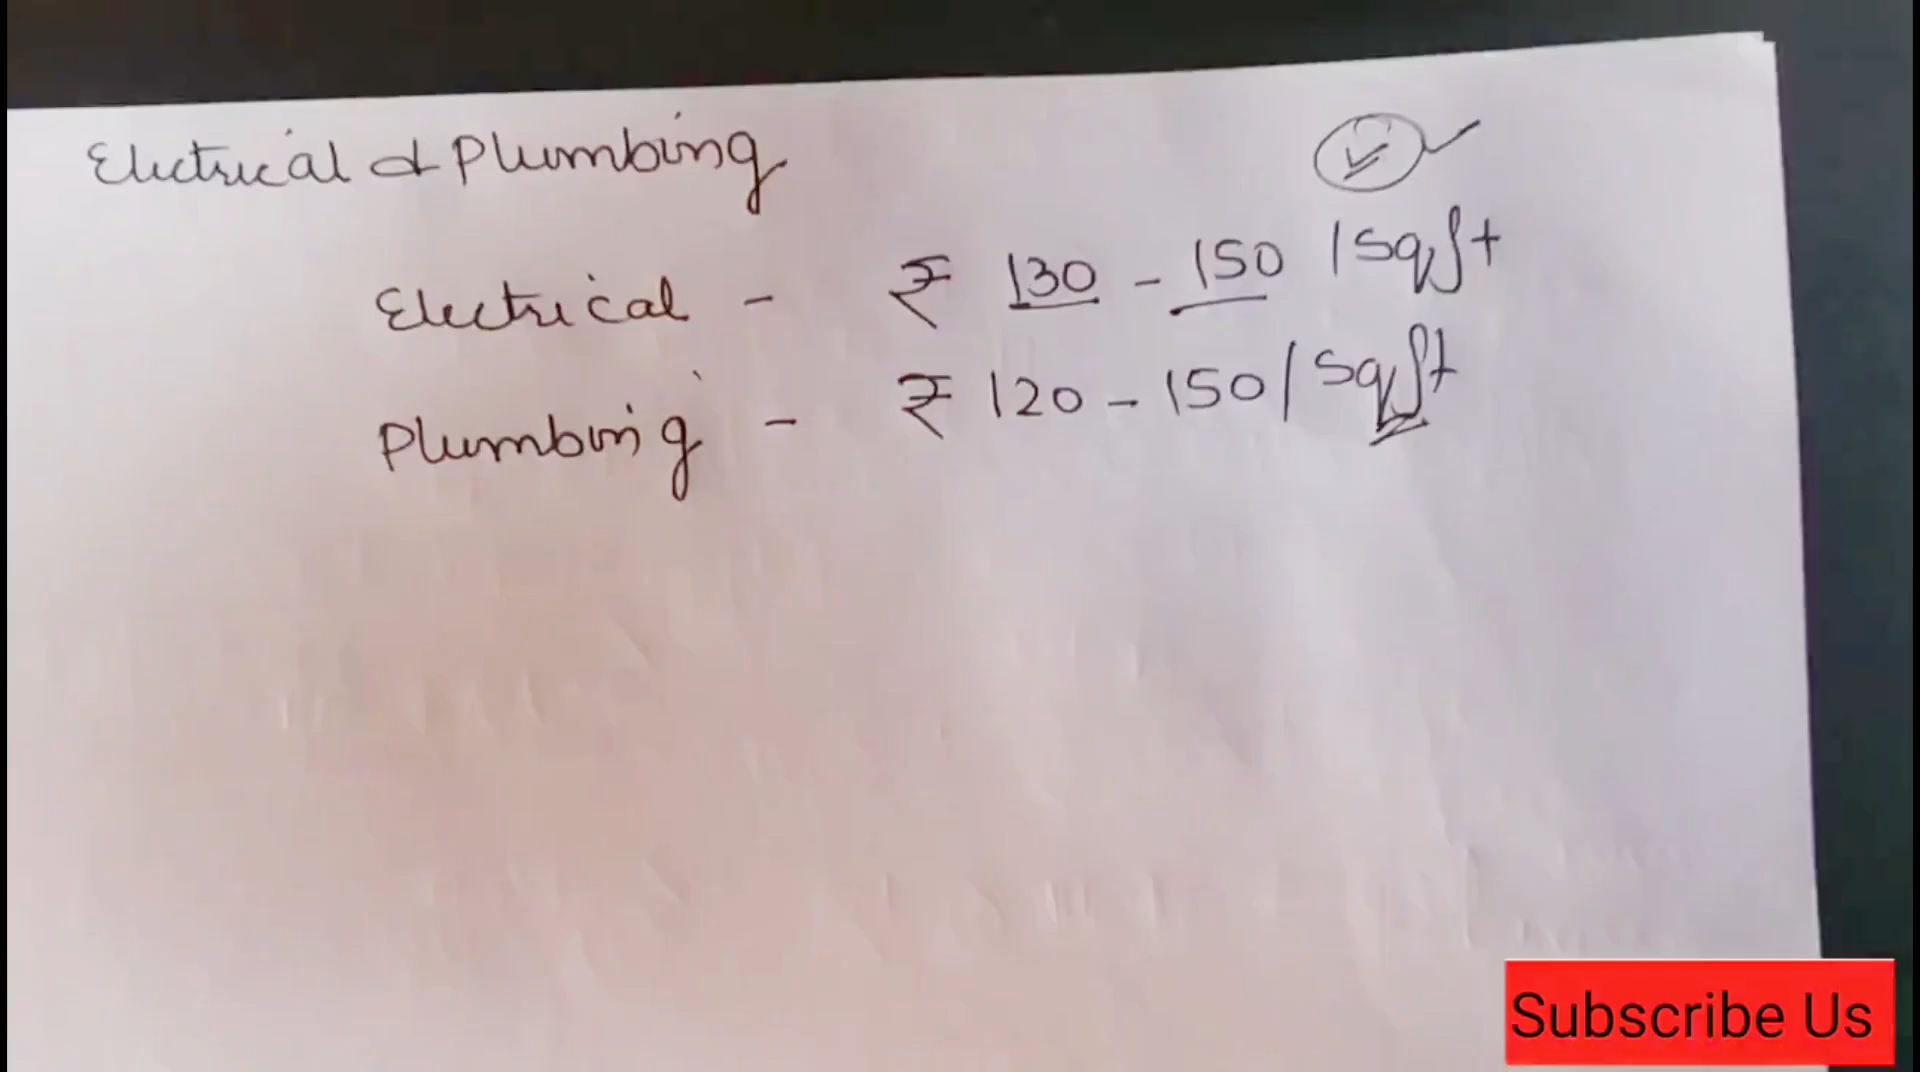 Electrical & Plumbing
Electrical - ₹ 130 - 150 / Sqft
Plumbing - ₹ 120 - 150 / Sqft
Subscribe Us